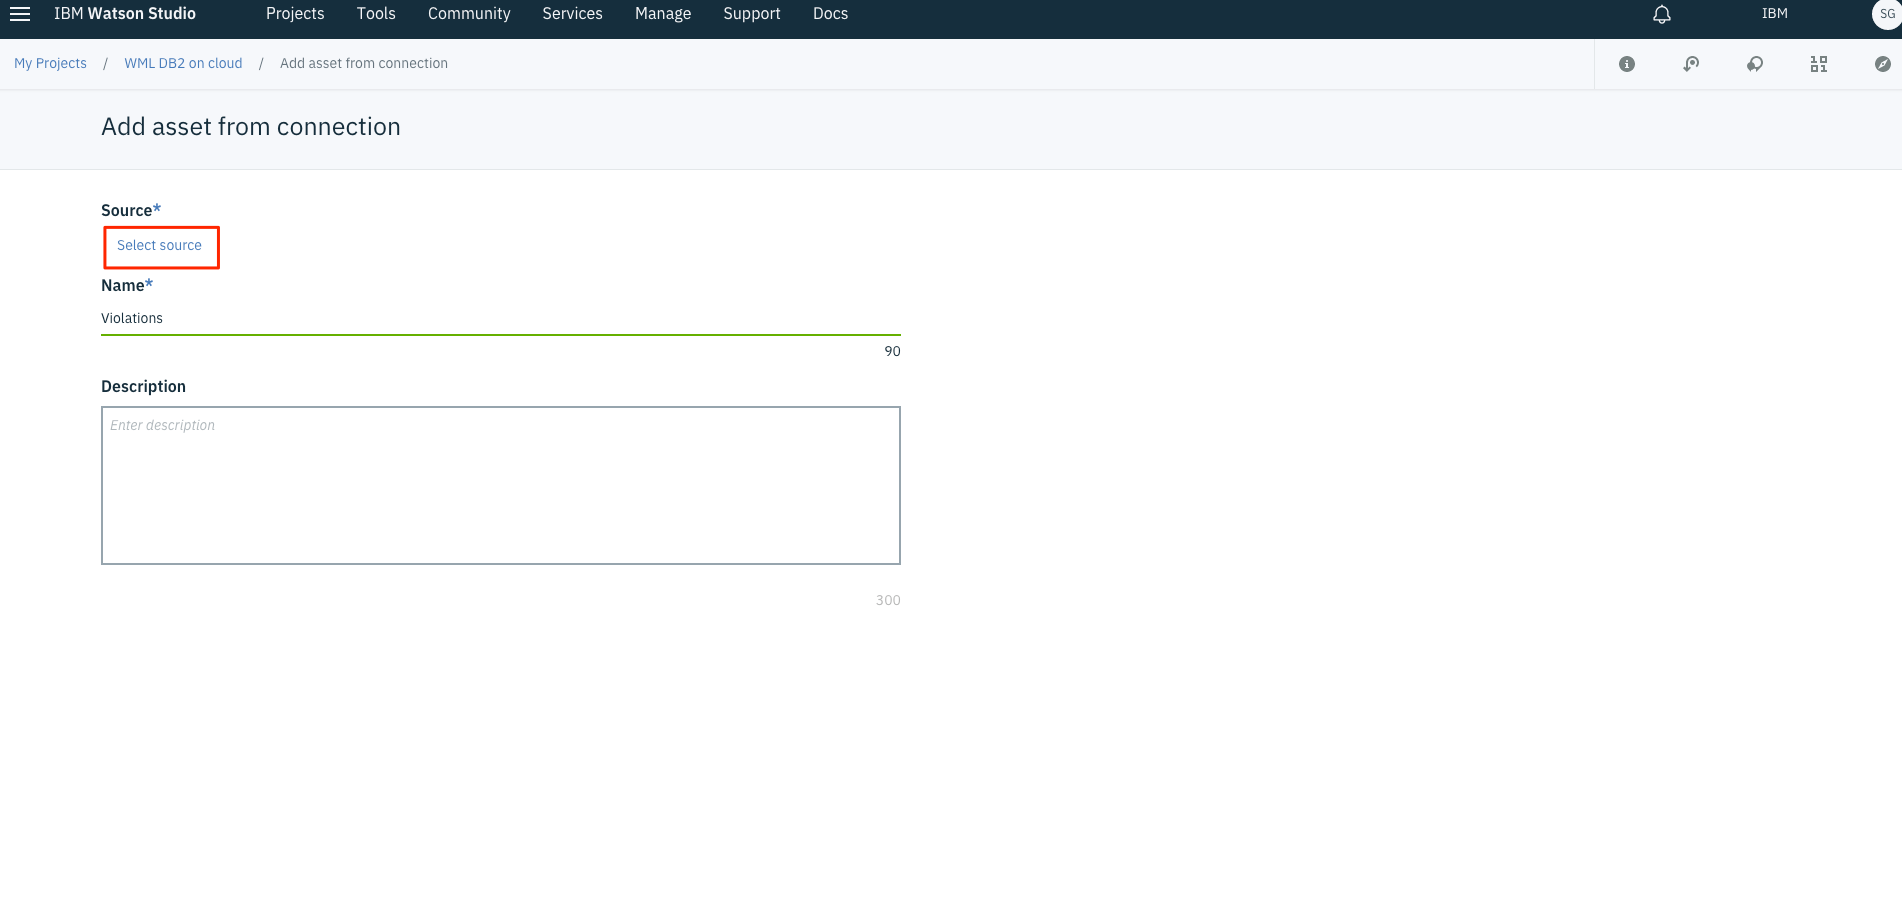 IBM Watson Studio Projects Tools Community Services Manage Support Docs IBM SG
My Projects / WML DB2 on cloud / Add asset from connection
Add asset from connection
Source*
Select source
Name*
Violations
90
Description
Enter description
300